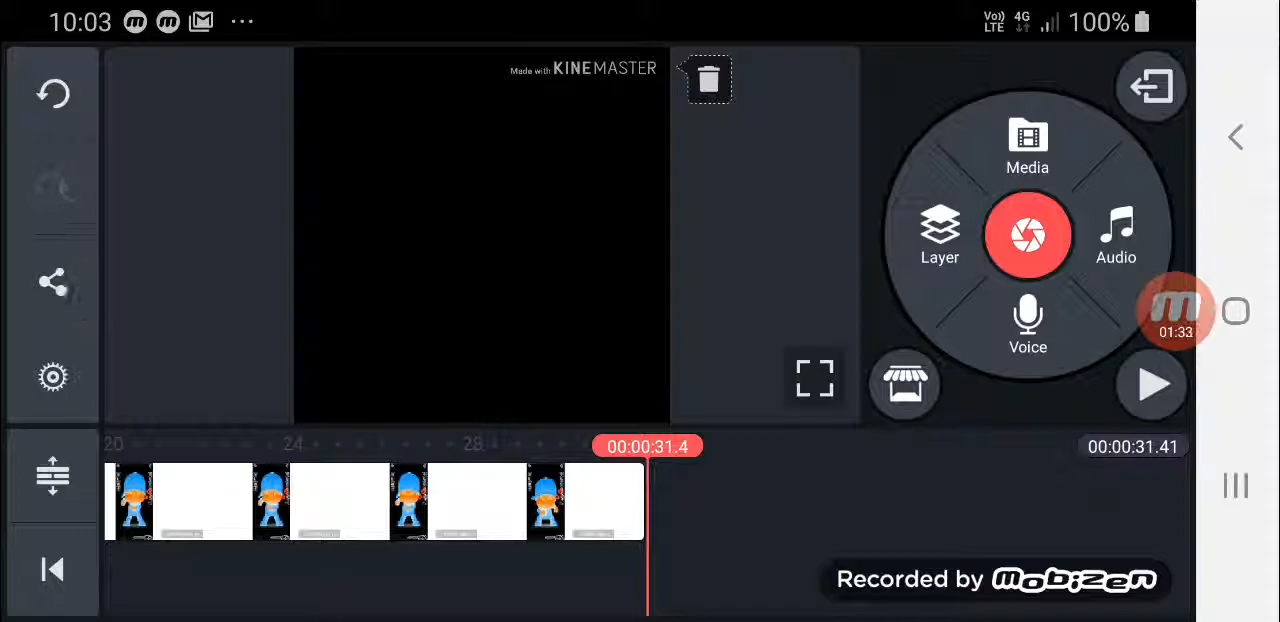 10:03
Vo)) LTE 4G 100%
Made with KINEMASTER
Media
Layer
Audio
Voice
01:33
20 24 28 00:00:31.4 00:00:31.41
Recorded by mobizen